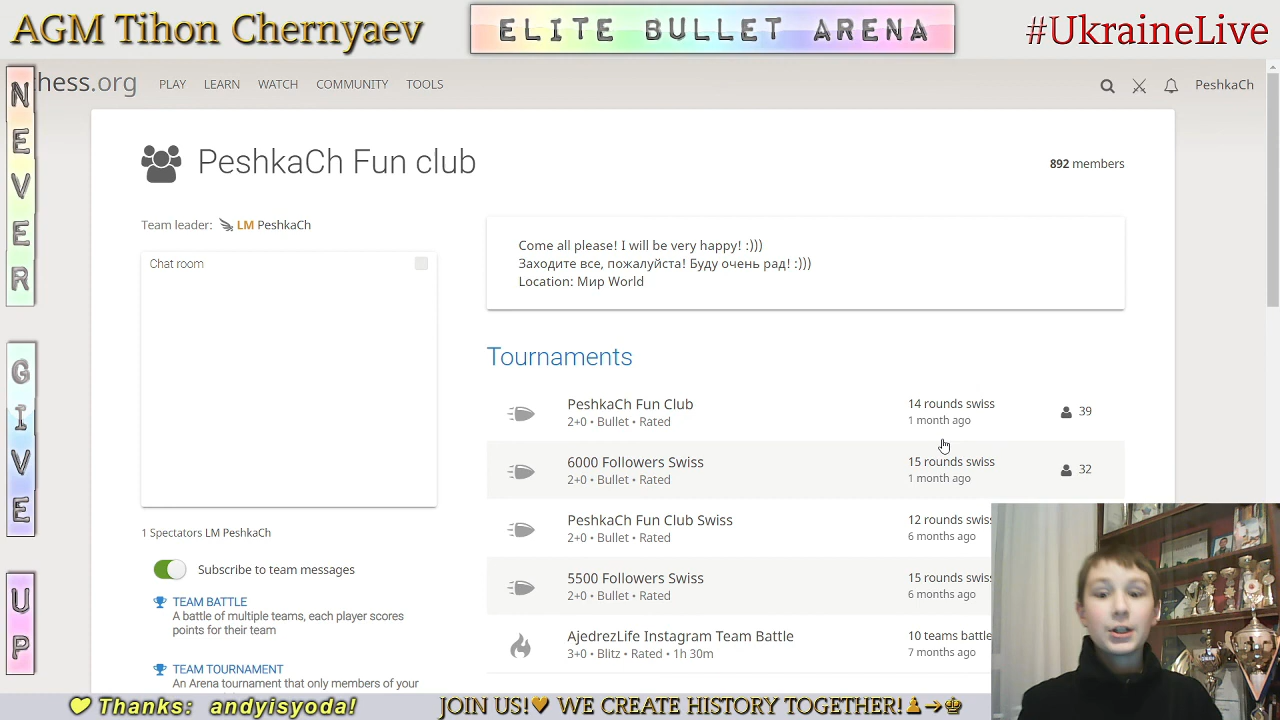 AGM Tihon Chernyaev
ELITE BULLET ARENA
#UkraineLive
NEVER
GIVE
UP
hess.org
PLAY LEARN WATCH COMMUNITY TOOLS
PeshkaCh
PeshkaCh Fun club
892 members
Team leader: LM PeshkaCh
Chat room
Come all please! I will be very happy! :)))
Заходите все, пожалуйста! Буду очень рад! :)))
Location: Мир World
Tournaments
PeshkaCh Fun Club
2+0 • Bullet • Rated
14 rounds swiss
1 month ago
39
6000 Followers Swiss
2+0 • Bullet • Rated
15 rounds swiss
1 month ago
32
PeshkaCh Fun Club Swiss
2+0 • Bullet • Rated
12 rounds swiss
6 months ago
5500 Followers Swiss
2+0 • Bullet • Rated
15 rounds swiss
6 months ago
AjedrezLife Instagram Team Battle
3+0 • Blitz • Rated • 1h 30m
10 teams battle
7 months ago
1 Spectators LM PeshkaCh
Subscribe to team messages
TEAM BATTLE
A battle of multiple teams, each player scores
points for their team
TEAM TOURNAMENT
An Arena tournament that only members of your
Thanks: andyisyoda!
JOIN US! WE CREATE HISTORY TOGETHER!